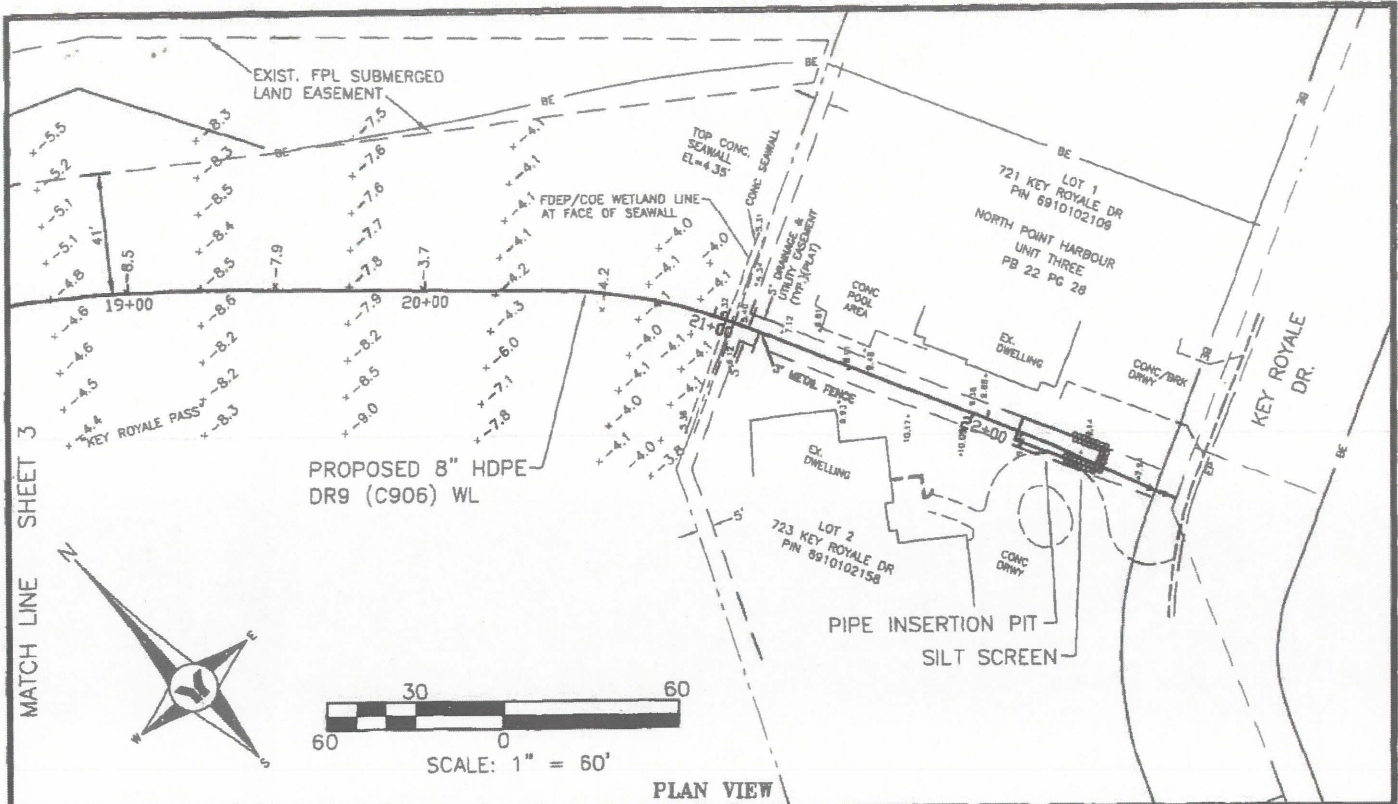 EXIST. FPL SUBMERGED
LAND EASEMENT
BE
BE
BE
BE
BE
BE
-5.5
-5.2
-5.1
-5.1
-4.8
-4.6
-4.6
-4.5
-4.4
-8.3
-8.3
-8.5
-8.4
-8.5
-8.6
-8.2
-8.2
-8.3
-7.5
-7.6
-7.6
-7.7
-7.8
-7.9
-8.2
-8.5
-9.0
-4.1
-4.1
-4.1
-4.1
-4.2
-4.3
-6.0
-7.1
-7.8
41'
-8.5
-7.9
-3.7
-4.2
19+00
20+00
21+00
-4.0
-4.0
-4.1
-4.1
-4.1
-4.0
-4.1
-4.0
-4.1
-4.0
-3.8
TOP CONC.
SEAWALL
EL=4.35'
CONC SEAWALL
FDEP/COE WETLAND LINE
AT FACE OF SEAWALL
5' DRAINAGE &
UTILITY EASEMENT
(TYP.)(PLAT)
LOT 1
721 KEY ROYALE DR
PIN 6910102109
NORTH POINT HARBOUR
UNIT THREE
PB 22 PG 28
CONC
POOL
AREA
EX.
DWELLING
CONC/BRK
DRWY
KEY ROYALE
DR.
METAL FENCE
KEY ROYALE PASS
PROPOSED 8" HDPE
DR9 (C906) WL
EX.
DWELLING
5'
LOT 2
723 KEY ROYALE DR
PIN 6910102158
CONC
DRWY
EP
PIPE INSERTION PIT
SILT SCREEN
MATCH LINE SHEET 3
N
E
W
S
30
60
60
0
SCALE: 1" = 60'
PLAN VIEW